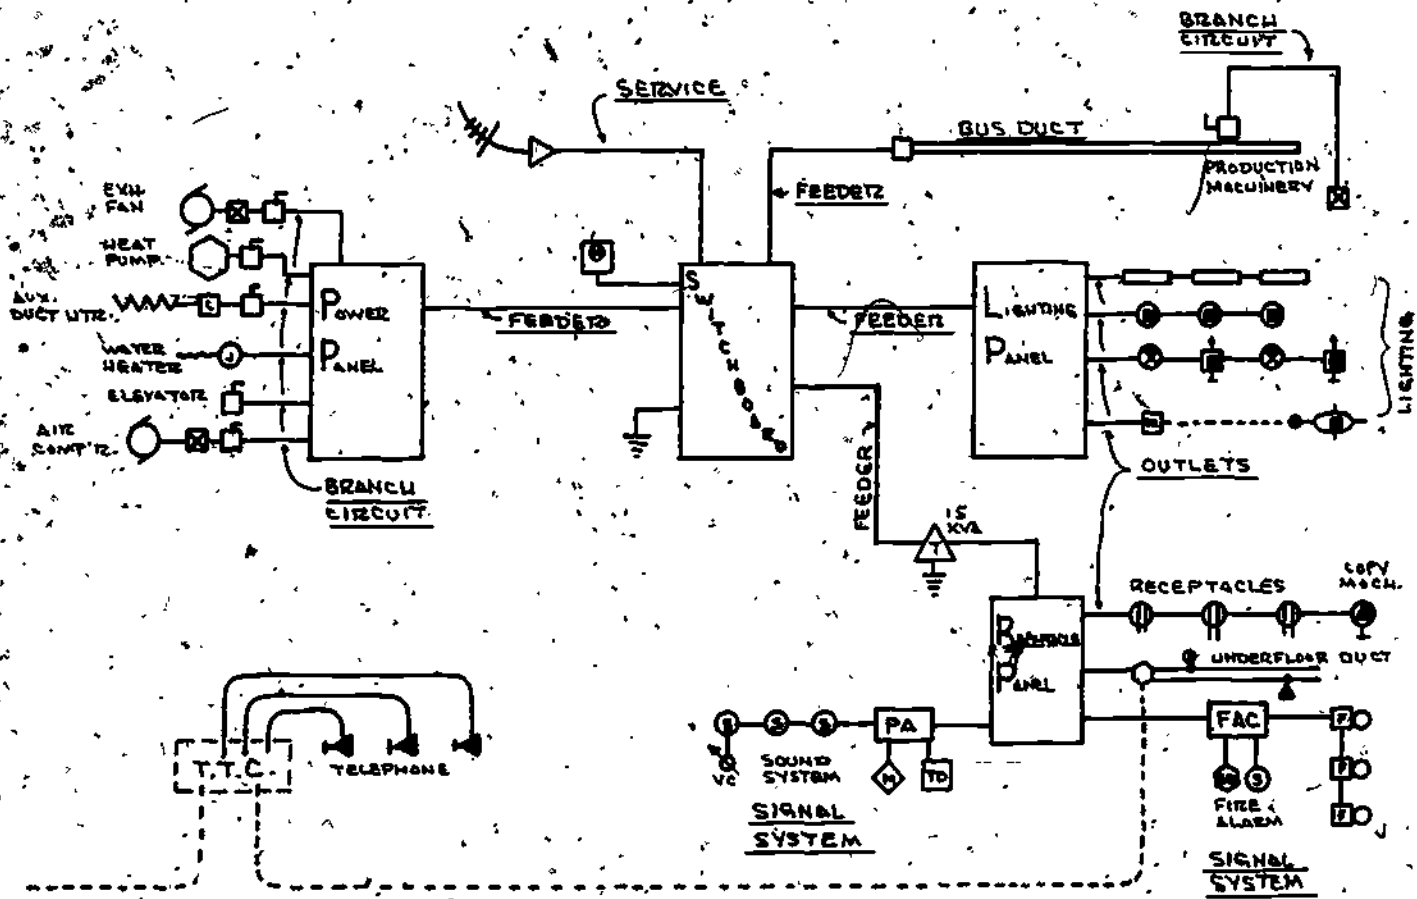 BRANCH
CIRCUIT
SERVICE
BUS DUCT
PRODUCTION
MACHINERY
FEEDER
EXH
FAN
HEAT
PUMP.
AUX.
DUCT HTR.
WATER
HEATER
ELEVATOR
AIR
COMP'R.
POWER
PANEL
FEEDER
SWITCHBOARD
FEEDER
LIGHTING
PANEL
LIGHTING
BRANCH
CIRCUIT
FEEDER
OUTLETS
15
KVA
T
RECEPTACLES
COPY
MACH.
PANEL
UNDERFLOOR DUCT
T.T.C.
TELEPHONE
S
S
S
PA
VC
SOUND
SYSTEM
M
TD
SIGNAL
SYSTEM
FAC
F
F
F
S
FIRE
ALARM
SIGNAL
SYSTEM